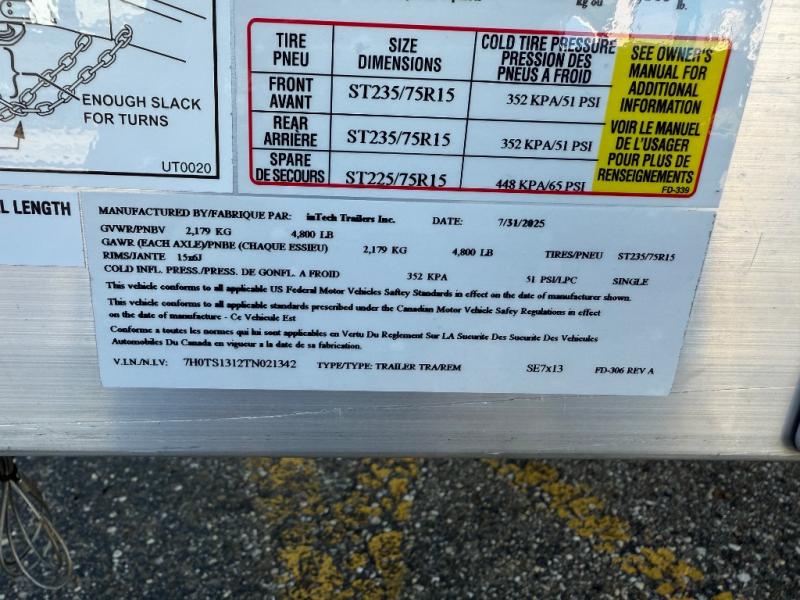 kg ou lb.
ENOUGH SLACK
FOR TURNS
UT0020
TIRE
PNEU
SIZE
DIMENSIONS
COLD TIRE PRESSURE
PRESSION DES
PNEUS A FROID
FRONT
AVANT
ST235/75R15
352 KPA/51 PSI
REAR
ARRIÈRE
ST235/75R15
352 KPA/51 PSI
SPARE
DE SECOURS
ST225/75R15
448 KPA/65 PSI
SEE OWNER'S
MANUAL FOR
ADDITIONAL
INFORMATION
VOIR LE MANUEL
DE L'USAGER
POUR PLUS DE
RENSEIGNEMENTS
FD-339
L LENGTH
MANUFACTURED BY/FABRIQUE PAR: inTech Trailers Inc. DATE: 7/31/2025
GVWR/PNBV 2,179 KG 4,800 LB
GAWR (EACH AXLE)/PNBE (CHAQUE ESSIEU) 2,179 KG 4,800 LB TIRES/PNEU ST235/75R15
RIMS/JANTE 15x6J
COLD INFL. PRESS./PRESS. DE GONFL. A FROID 352 KPA 51 PSI/LPC SINGLE
This vehicle conforms to all applicable US Federal Motor Vehicles Saftey Standards in effect on the date of manufacturer shown.
This vehicle conforms to all applicable standards prescribed under the Canadian Motor Vehicle Safey Regulations in effect
on the date of manufacture - Ce Vehicule Est
Conforme a toutes les normes qui lui sont applicables en Vertu Du Reglement Sur LA Sucurite Des Sucurite Des Vehicules
Automobiles Du Canada en vigueur a la date de sa fabrication.
V.I.N./N.I.V: 7H0TS1312TN021342 TYPE/TYPE: TRAILER TRA/REM SE7x13 FD-306 REV A